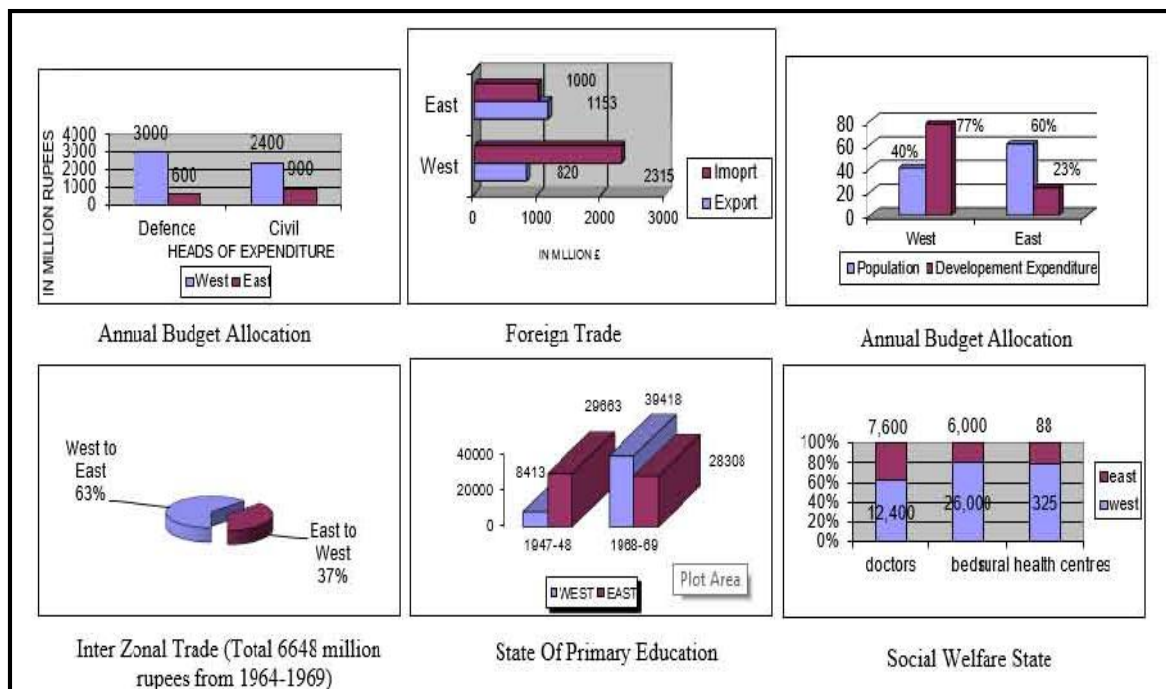 IN MILLION RUPEES
4000
3000
2000
1000
0
3000
600
2400
900
Defence
Civil
HEADS OF EXPENDITURE
West
East
Annual Budget Allocation
East
West
1000
1153
820
2315
0
1000
2000
3000
IN MILLION £
Imoprt
Export
Foreign Trade
80
60
40
20
0
40%
77%
60%
23%
West
East
Population
Developement Expenditure
Annual Budget Allocation
West to
East
63%
East to
West
37%
Inter Zonal Trade (Total 6648 million
rupees from 1964-1969)
40000
20000
0
8413
29663
39418
28308
1947-48
1968-69
WEST
EAST
Plot Area
State Of Primary Education
100%
80%
60%
40%
20%
0%
7,600
6,000
88
12,400
26,000
325
doctors
beds
rural health centres
east
west
Social Welfare State